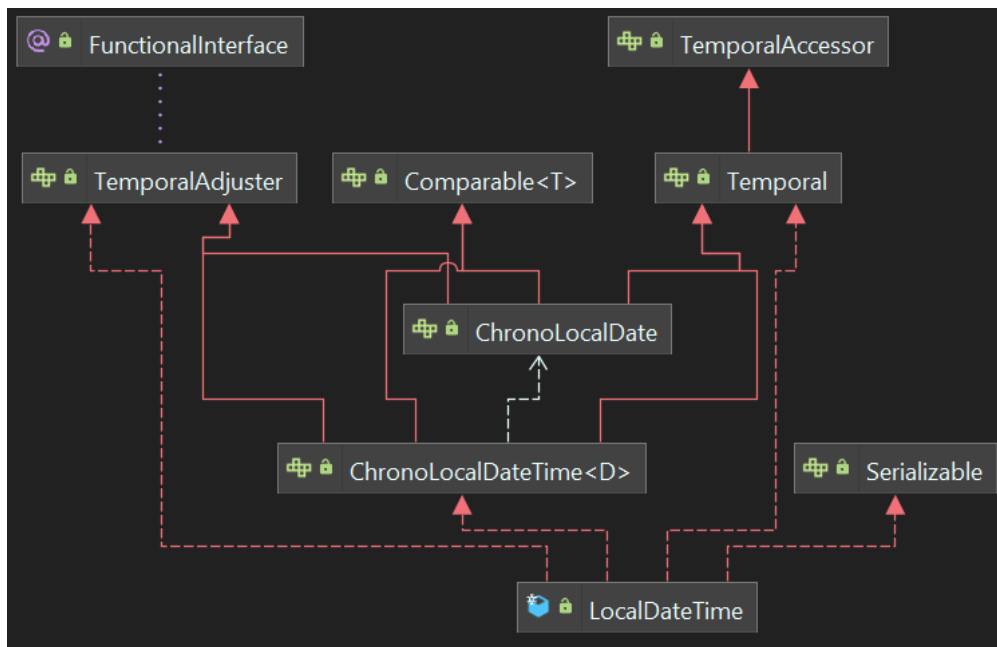 FunctionalInterface
TemporalAccessor
TemporalAdjuster
Comparable<T>
Temporal
ChronoLocalDate
ChronoLocalDateTime<D>
Serializable
LocalDateTime